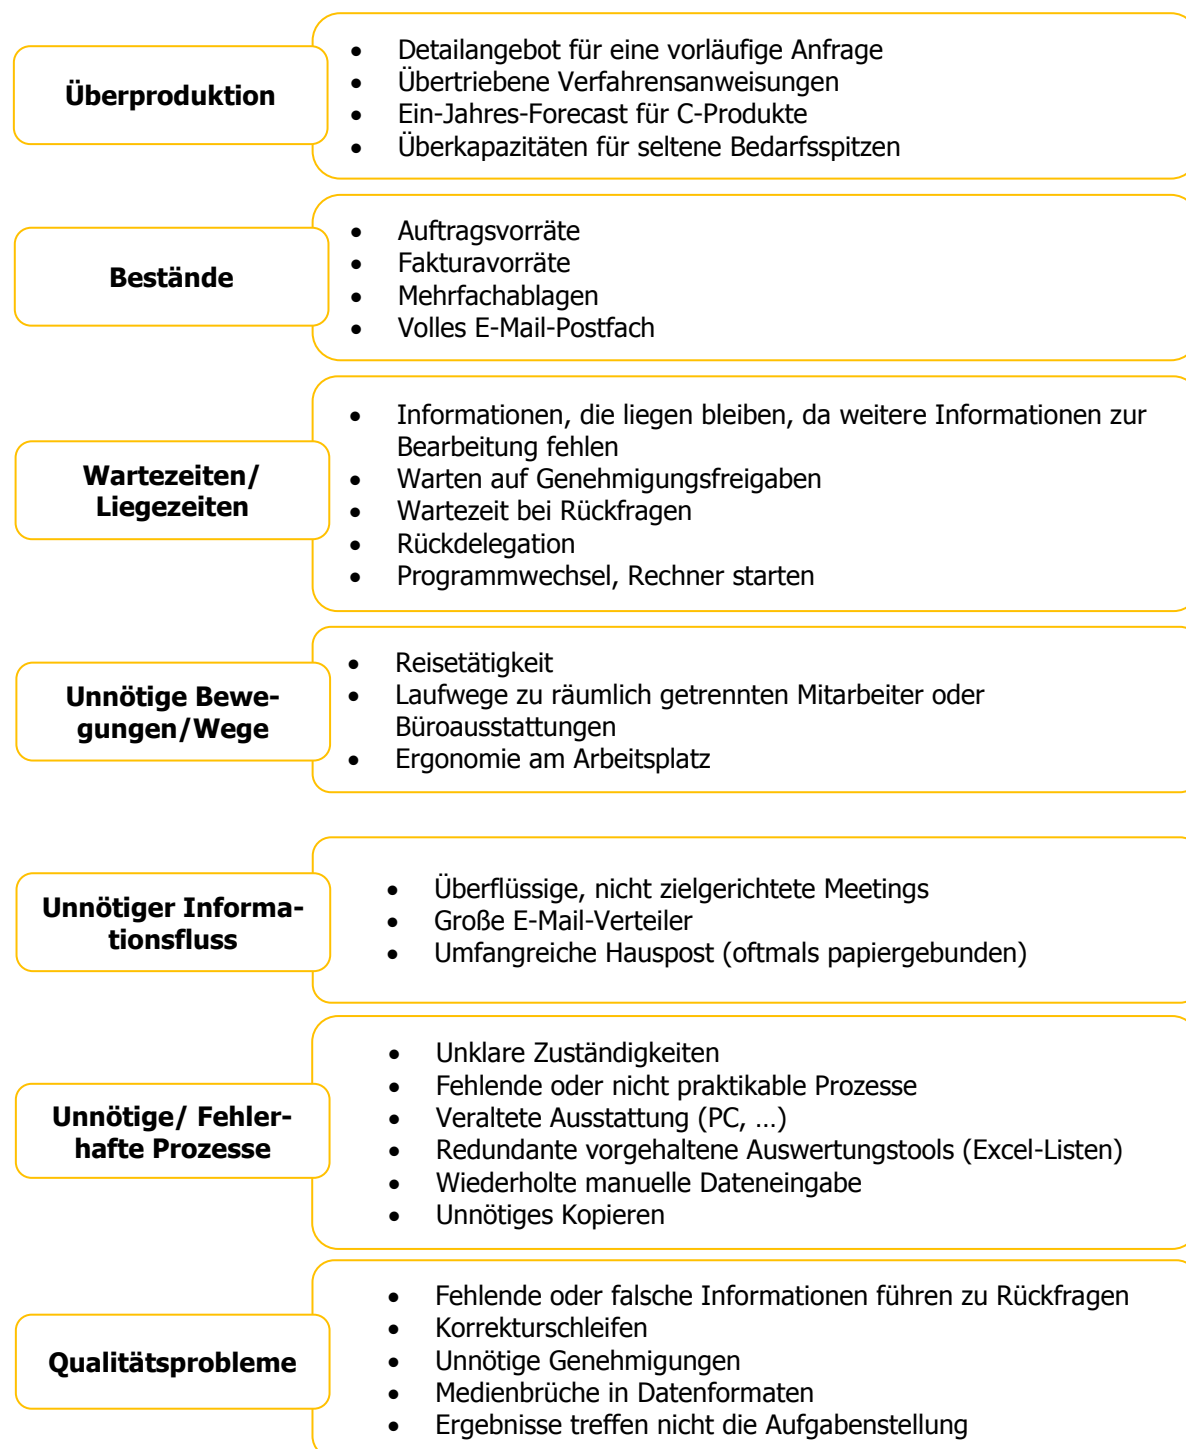 Überproduktion
• Detailangebot für eine vorläufige Anfrage
• Übertriebene Verfahrensanweisungen
• Ein-Jahres-Forecast für C-Produkte
• Überkapazitäten für seltene Bedarfsspitzen
Bestände
• Auftragsvorräte
• Fakturavorräte
• Mehrfachablagen
• Volles E-Mail-Postfach
Wartezeiten/
Liegezeiten
• Informationen, die liegen bleiben, da weitere Informationen zur
Bearbeitung fehlen
• Warten auf Genehmigungsfreigaben
• Wartezeit bei Rückfragen
• Rückdelegation
• Programmwechsel, Rechner starten
Unnötige Bewe-
gungen/Wege
• Reisetätigkeit
• Laufwege zu räumlich getrennten Mitarbeiter oder
Büroausstattungen
• Ergonomie am Arbeitsplatz
Unnötiger Informa-
tionsfluss
• Überflüssige, nicht zielgerichtete Meetings
• Große E-Mail-Verteiler
• Umfangreiche Hauspost (oftmals papiergebunden)
Unnötige/ Fehler-
hafte Prozesse
• Unklare Zuständigkeiten
• Fehlende oder nicht praktikable Prozesse
• Veraltete Ausstattung (PC, …)
• Redundante vorgehaltene Auswertungstools (Excel-Listen)
• Wiederholte manuelle Dateneingabe
• Unnötiges Kopieren
Qualitätsprobleme
• Fehlende oder falsche Informationen führen zu Rückfragen
• Korrekturschleifen
• Unnötige Genehmigungen
• Medienbrüche in Datenformaten
• Ergebnisse treffen nicht die Aufgabenstellung